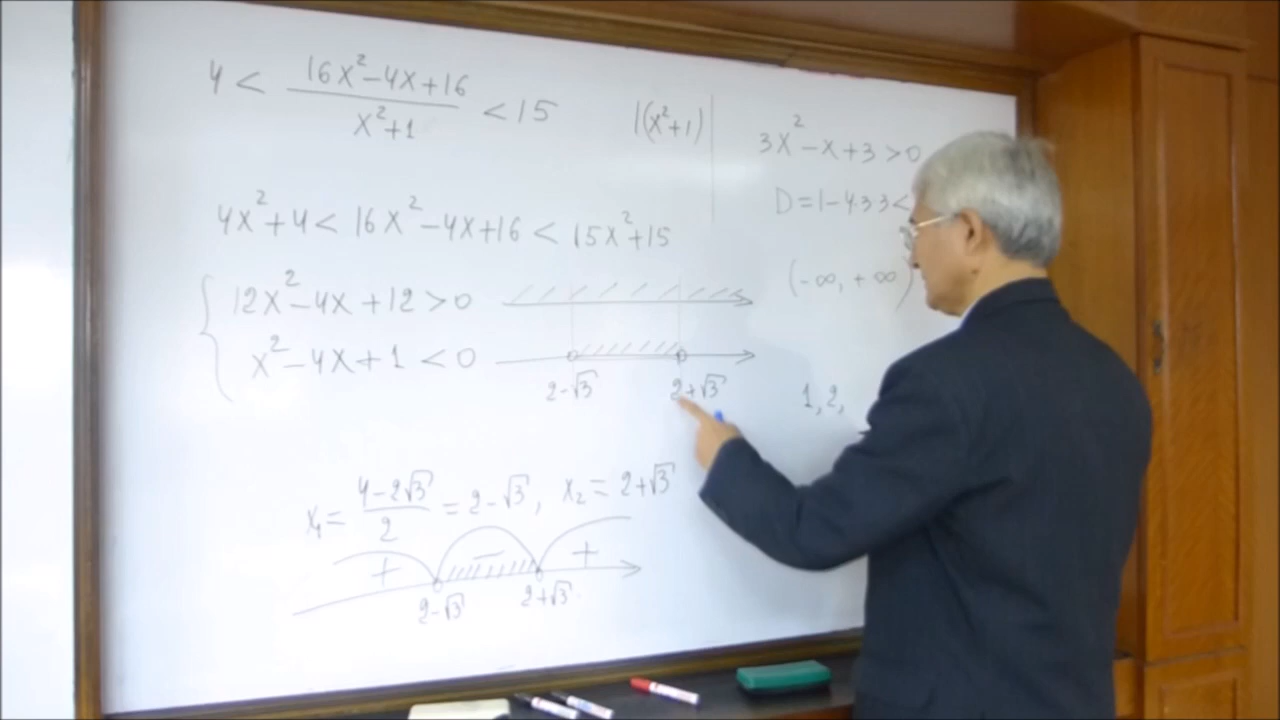 4 < (16x²-4x+16)/(x²+1) < 15
|(x²+1)
4x²+4 < 16x²-4x+16 < 15x²+15
12x²-4x+12>0
x²-4x+1<0
2-√3 2+√3
x₁ = (4-2√3)/2 = 2-√3, x₂ = 2+√3
+ - +
2-√3 2+√3
3x²-x+3>0
D=1-4·3·3<
(-∞, +∞)
1, 2,